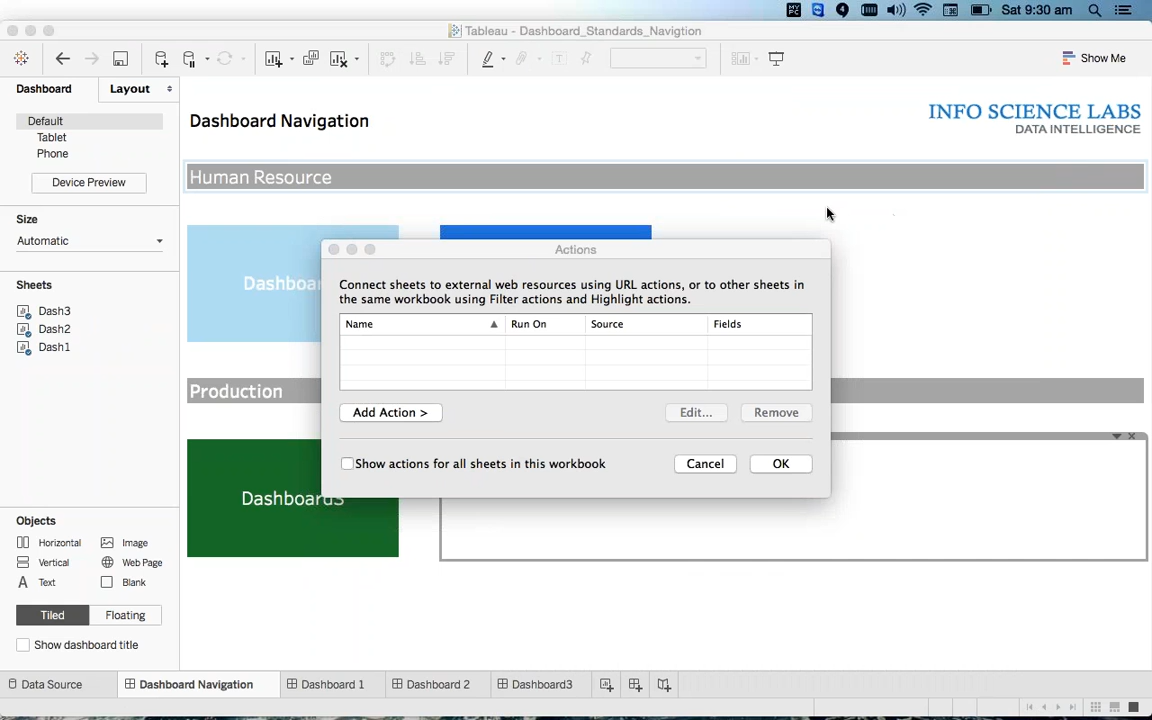 Sat 9:30 am
Tableau - Dashboard_Standards_Navigtion
Show Me
Dashboard
Layout
Default
Tablet
Phone
Device Preview
Size
Automatic
Sheets
Dash3
Dash2
Dash1
Objects
Horizontal
Image
Vertical
Web Page
A Text
Blank
Tiled
Floating
Show dashboard title
Dashboard Navigation
INFO SCIENCE LABS
DATA INTELLIGENCE
Human Resource
Production
Dashboard3
Actions
Connect sheets to external web resources using URL actions, or to other sheets in
the same workbook using Filter actions and Highlight actions.
Name
Run On
Source
Fields
Add Action >
Edit...
Remove
Show actions for all sheets in this workbook
Cancel
OK
Data Source
Dashboard Navigation
Dashboard 1
Dashboard 2
Dashboard3